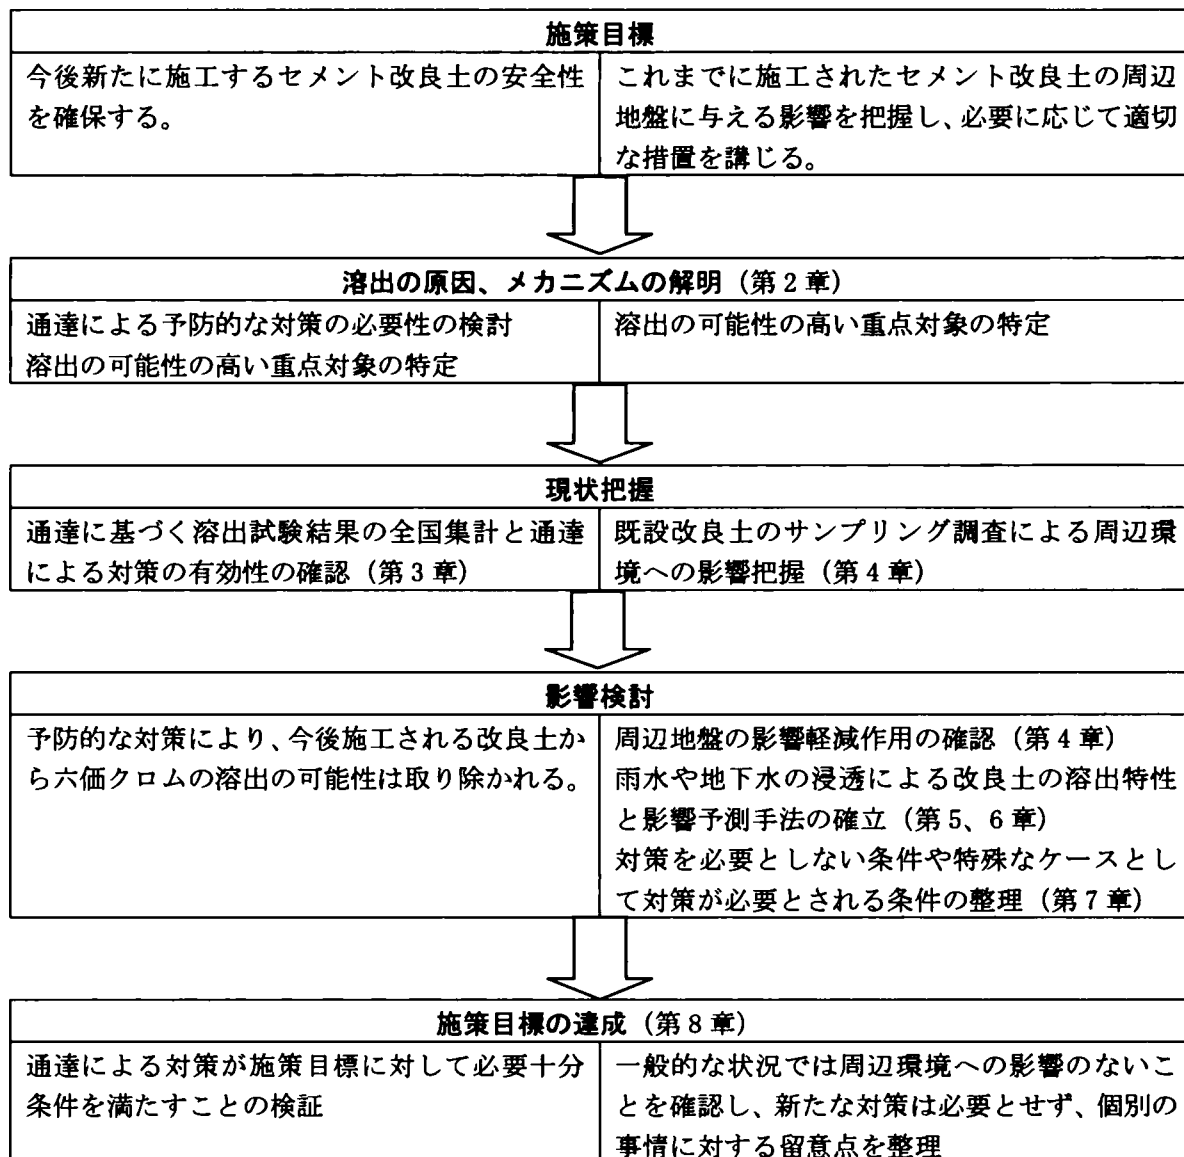 施策目標
今後新たに施工するセメント改良土の安全性
を確保する。
これまでに施工されたセメント改良土の周辺
地盤に与える影響を把握し、必要に応じて適切
な措置を講じる。
溶出の原因、メカニズムの解明（第2章）
通達による予防的な対策の必要性の検討
溶出の可能性の高い重点対象の特定
溶出の可能性の高い重点対象の特定
現状把握
通達に基づく溶出試験結果の全国集計と通達
による対策の有効性の確認（第3章）
既設改良土のサンプリング調査による周辺環
境への影響把握（第4章）
影響検討
予防的な対策により、今後施工される改良土か
ら六価クロムの溶出の可能性は取り除かれる。
周辺地盤の影響軽減作用の確認（第4章）
雨水や地下水の浸透による改良土の溶出特性
と影響予測手法の確立（第5、6章）
対策を必要としない条件や特殊なケースとし
て対策が必要とされる条件の整理（第7章）
施策目標の達成（第8章）
通達による対策が施策目標に対して必要十分
条件を満たすことの検証
一般的な状況では周辺環境への影響のないこ
とを確認し、新たな対策は必要とせず、個別の
事情に対する留意点を整理